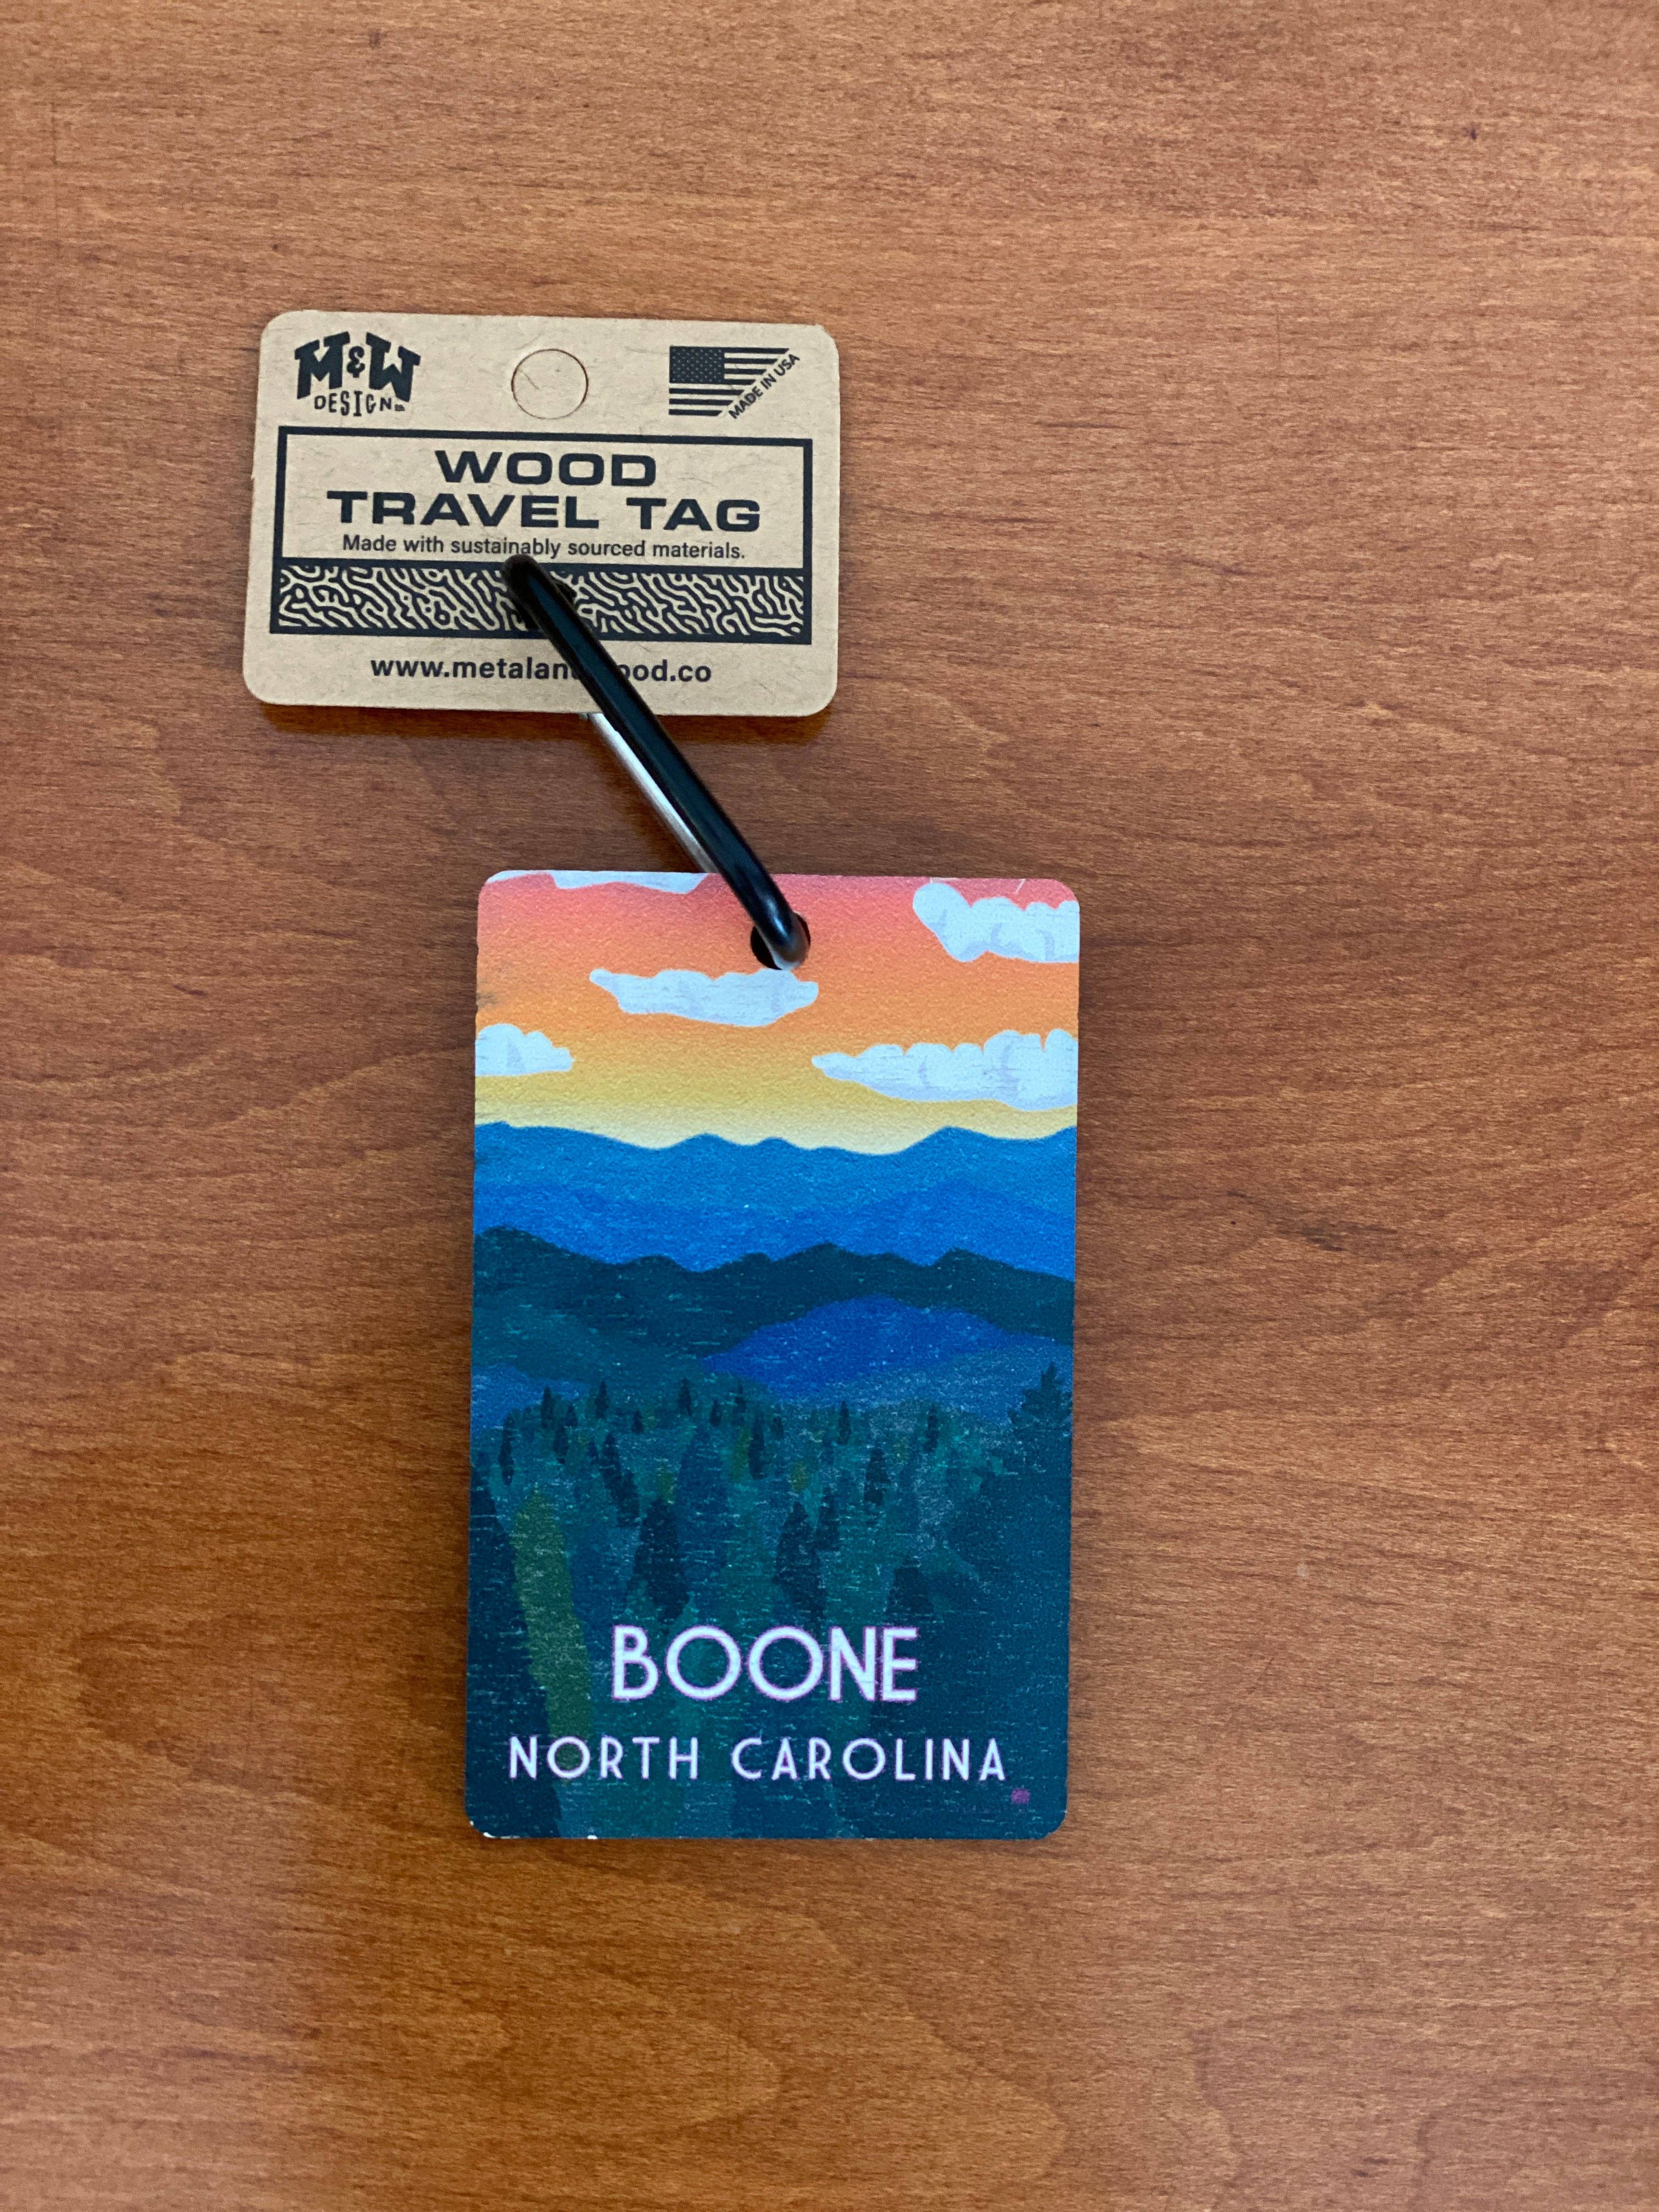 M&W
DESIGN
MADE IN USA
WOOD
TRAVEL TAG
Made with sustainably sourced materials.
BOONE
NORTH CAROLINA